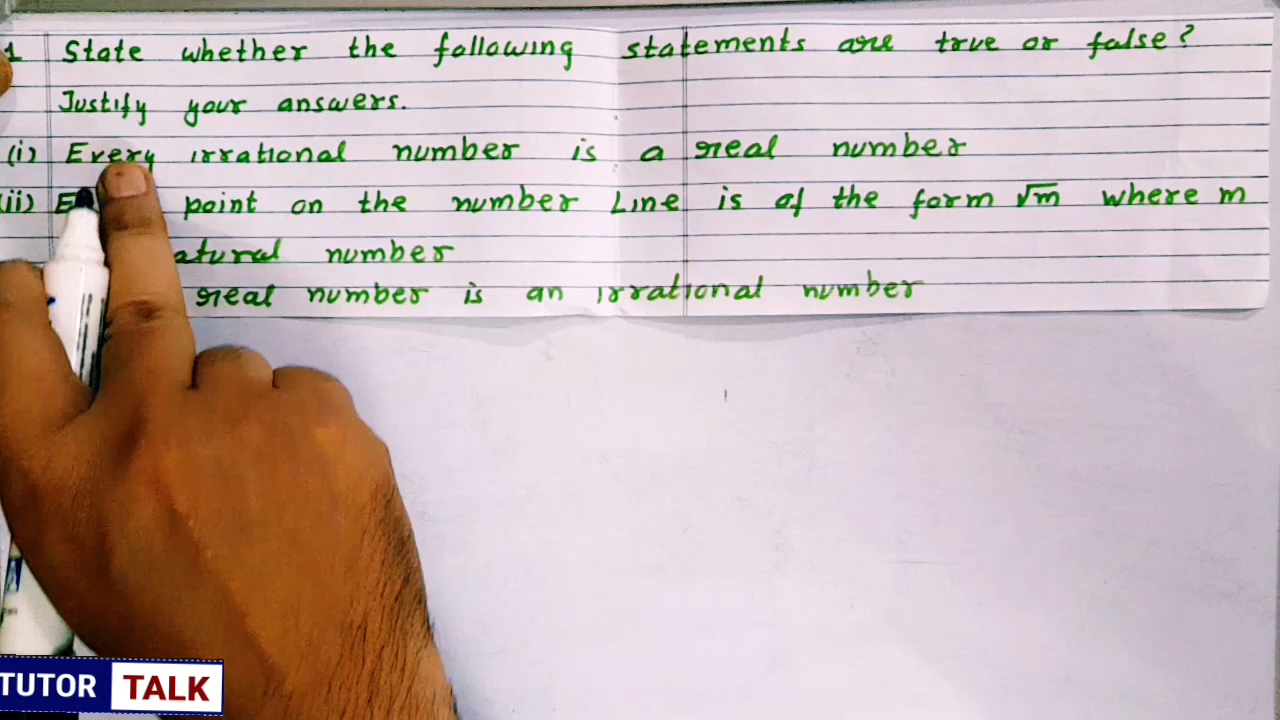 1 State whether the following statements are true or false?
Justify your answers.
(i) Every irrational number is a real number
(ii) point on the number Line is of the form √m where m
atural number
real number is an irrational number
TUTOR TALK